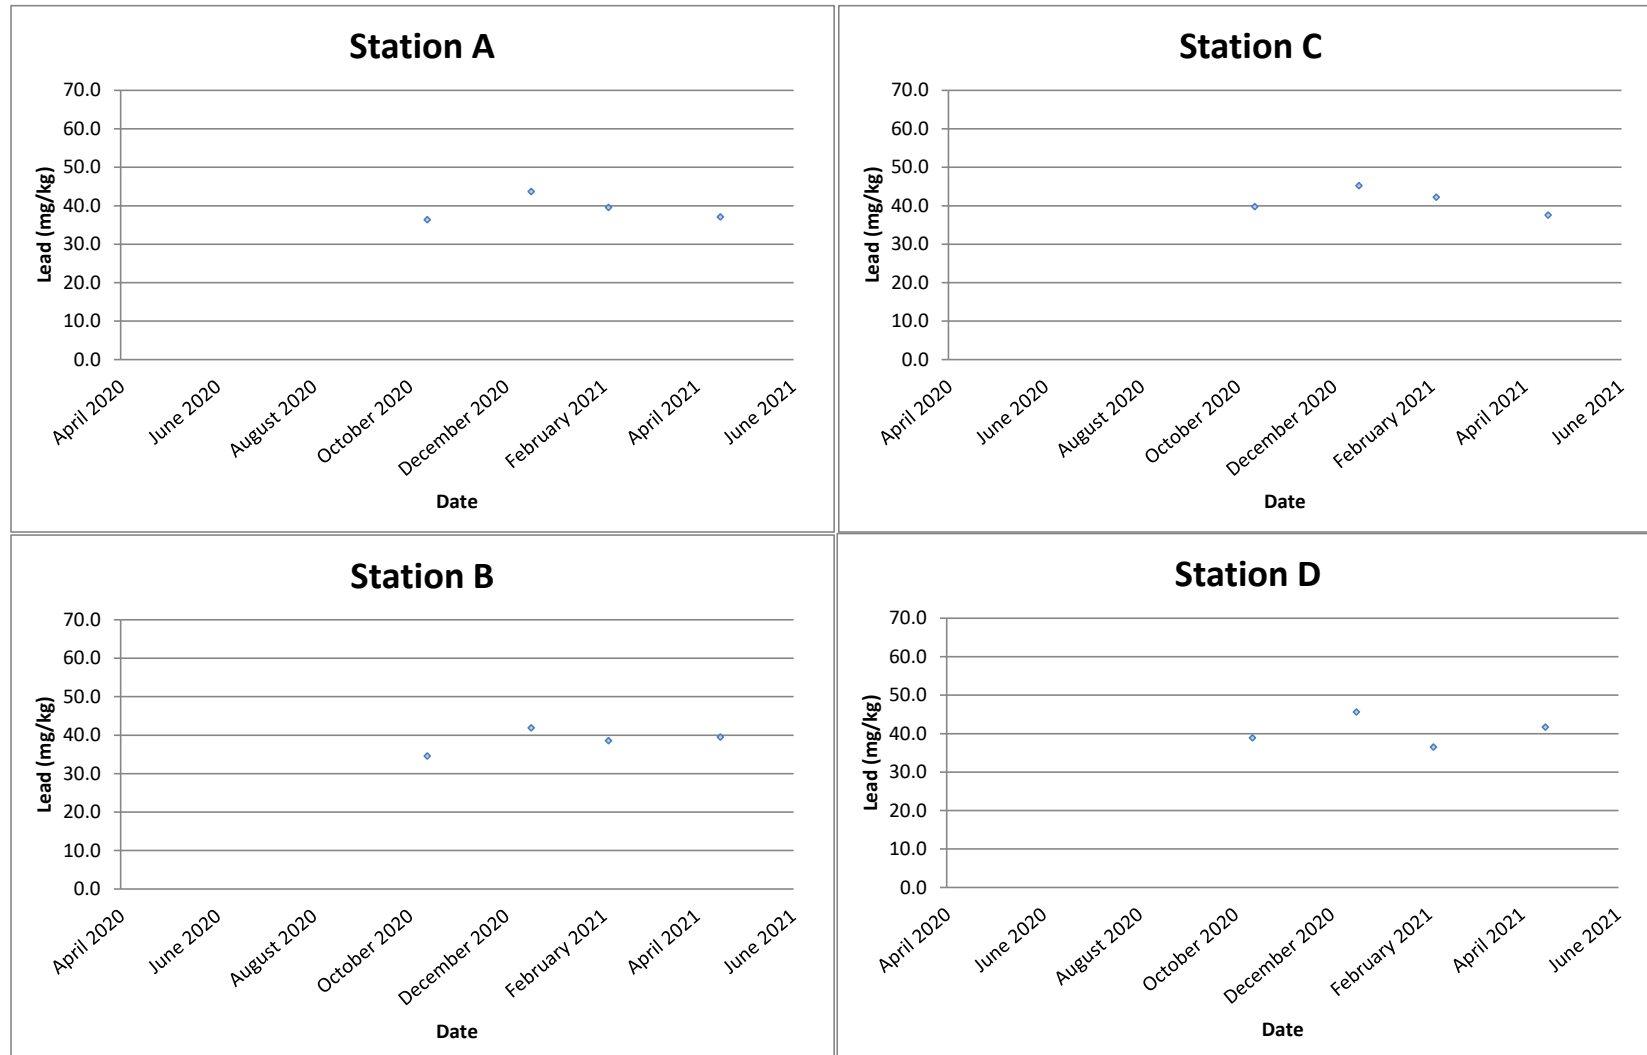 Station A
70.0
60.0
50.0
40.0
30.0
20.0
10.0
0.0
Lead (mg/kg)
April 2020
June 2020
August 2020
October 2020
December 2020
February 2021
April 2021
June 2021
Date
Station C
70.0
60.0
50.0
40.0
30.0
20.0
10.0
0.0
Lead (mg/kg)
April 2020
June 2020
August 2020
October 2020
December 2020
February 2021
April 2021
June 2021
Date
Station B
70.0
60.0
50.0
40.0
30.0
20.0
10.0
0.0
Lead (mg/kg)
April 2020
June 2020
August 2020
October 2020
December 2020
February 2021
April 2021
June 2021
Date
Station D
70.0
60.0
50.0
40.0
30.0
20.0
10.0
0.0
Lead (mg/kg)
April 2020
June 2020
August 2020
October 2020
December 2020
February 2021
April 2021
June 2021
Date